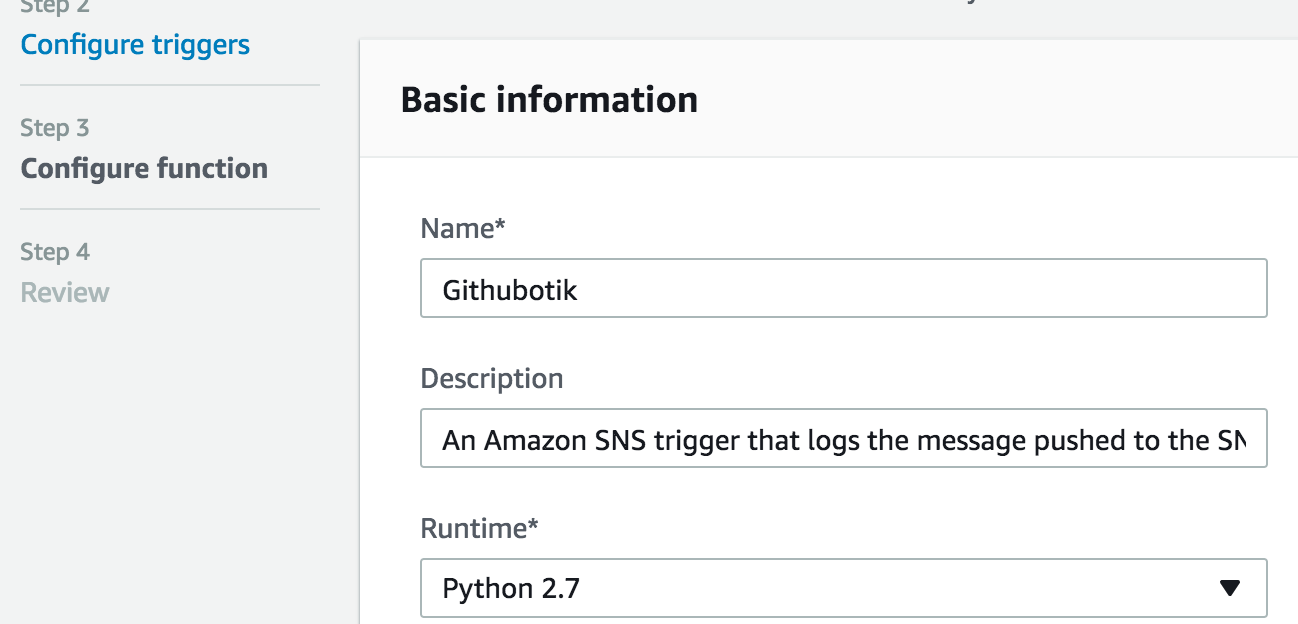 Step 2
Configure triggers
Step 3
Configure function
Step 4
Review
Basic information
Name*
Githubotik
Description
An Amazon SNS trigger that logs the message pushed to the SN
Runtime*
Python 2.7